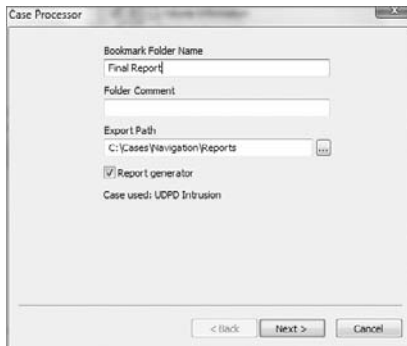 Case Processor
Bookmark Folder Name
Final Report
Folder Comment
Export Path
C:\Cases\Navigation\Reports
...
Report generator
Case used: UDPD Intrusion
< Back Next > Cancel